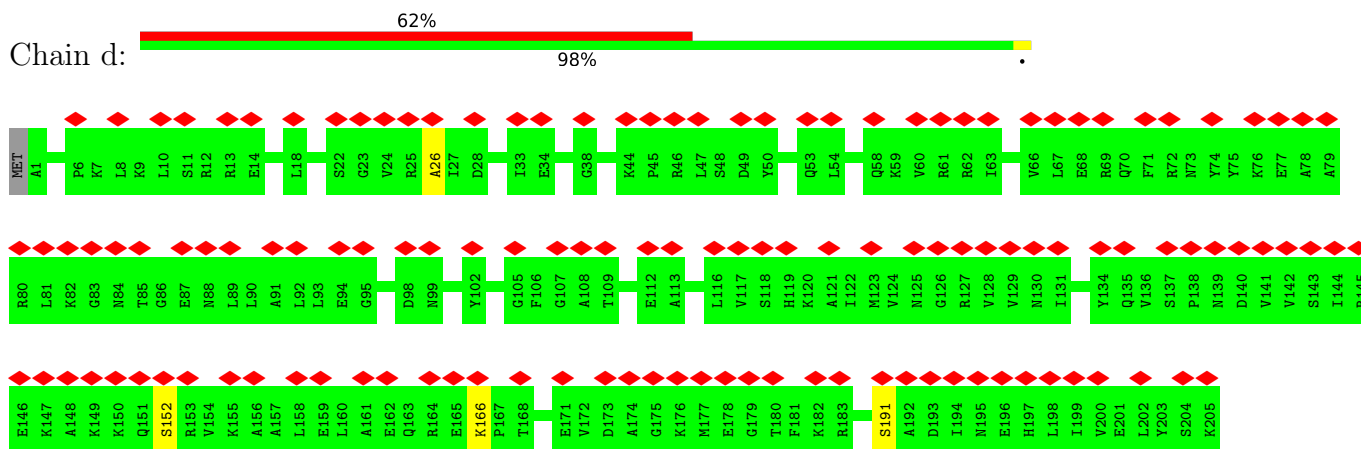 62%
Chain d:
98% .
MET A1 P6 K7 L8 K9 L10 S11 R12 R13 E14 L18 S22 G23 V24 R25 A26 I27 D28 I33 E34 G38 K44 P45 R46 L47 S48 D49 Y50 Q53 L54 Q58 K59 V60 R61 R62 I63 V66 L67 E68 R69 Q70 F71 R72 N73 Y74 Y75 K76 E77 A78 A79
R80 L81 K82 G83 N84 T85 G86 E87 N88 L89 L90 A91 L92 L93 E94 G95 D98 N99 Y102 G105 F106 G107 A108 T109 E112 A113 L116 V117 S118 H119 K120 A121 I122 M123 V124 N125 G126 R127 V128 V129 N130 I131 Y134 Q135 V136 S137 P138 N139 D140 V141 V142 S143 I144 R145
E146 K147 A148 K149 K150 Q151 S152 R153 V154 K155 A156 A157 L158 E159 L160 A161 E162 Q163 R164 E165 K166 P167 T168 E171 V172 D173 A174 G175 K176 M177 E178 G179 T180 F181 K182 R183 S191 A192 D193 I194 N195 E196 H197 L198 I199 V200 E201 L202 Y203 S204 K205